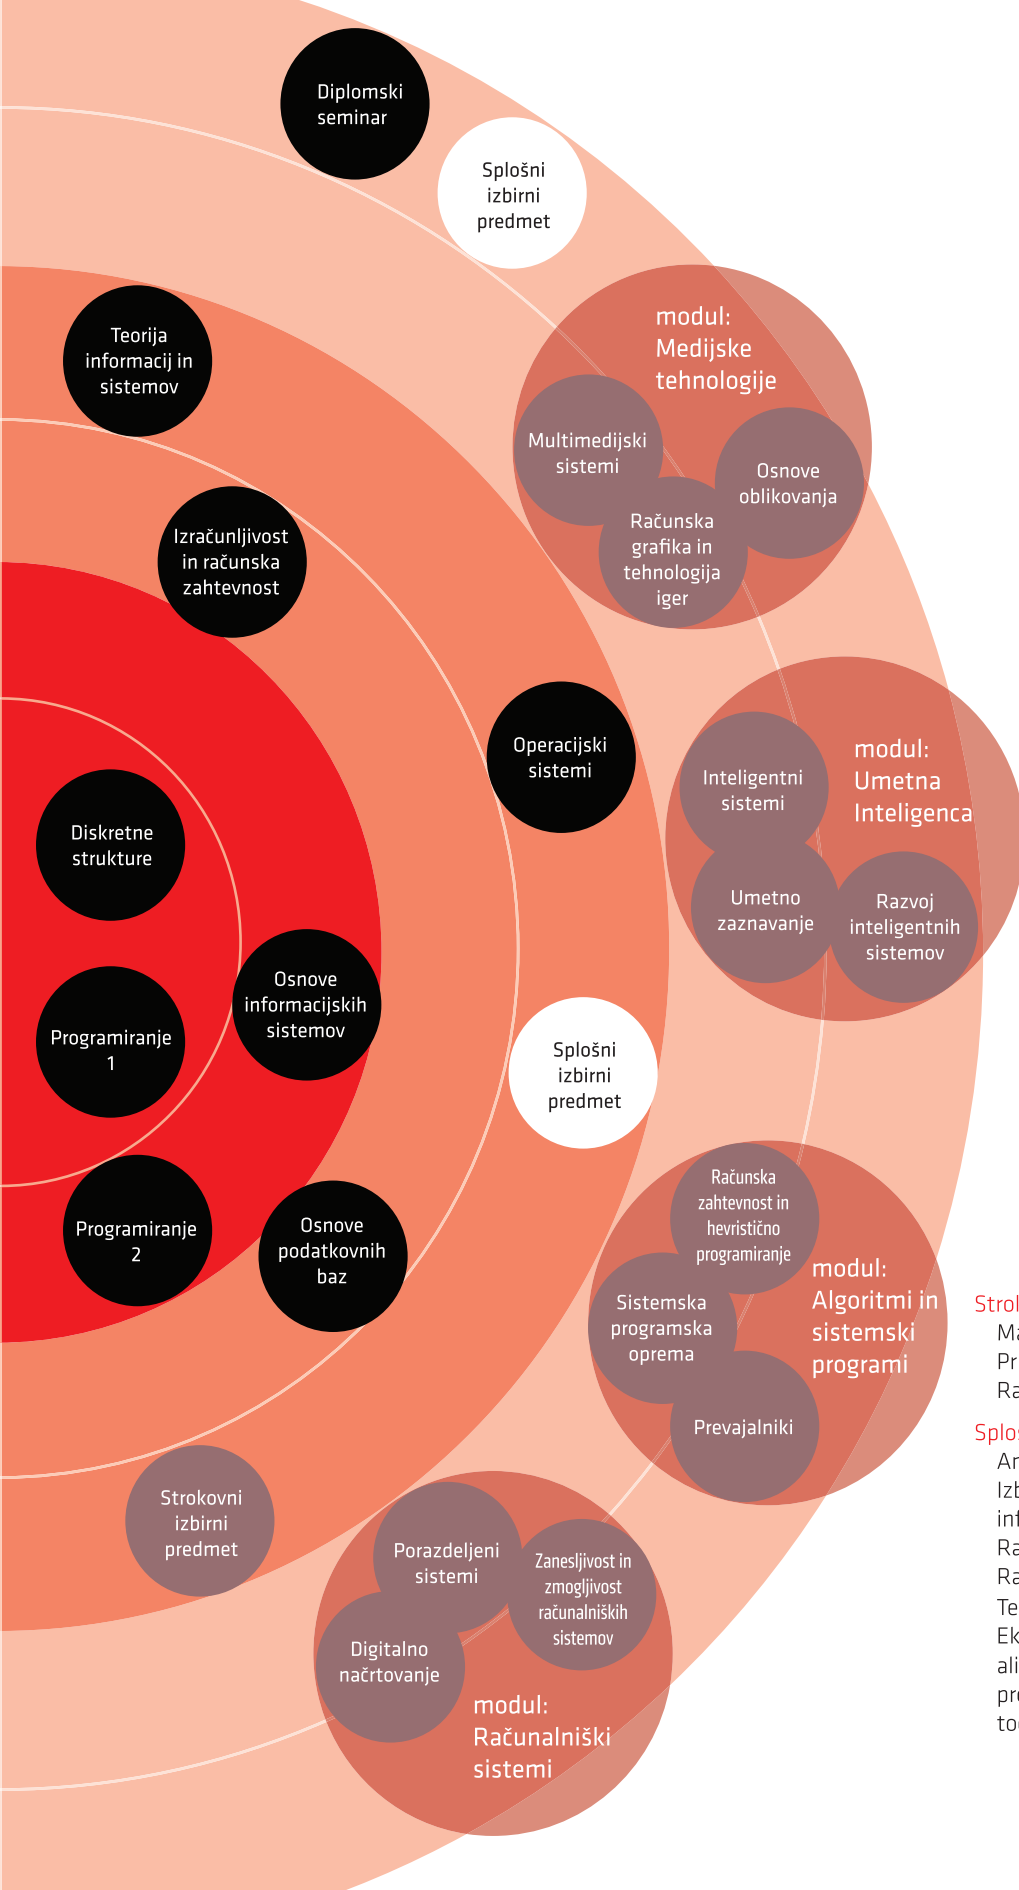 Diplomski
seminar
Splošni
izbirni
predmet
modul:
Medijske
tehnologije
Teorija
informacij in
sistemov
Multimedijski
sistemi
Osnove
oblikovanja
Računska
grafika in
tehnologija
iger
Izračunljivost
in računska
zahtevnost
Operacijski
sistemi
modul:
Umetna
Inteligenca
Inteligentni
sistemi
Umetno
zaznavanje
Razvoj
inteligentnih
sistemov
Diskretne
strukture
Osnove
informacijskih
sistemov
Programiranje
1
Splošni
izbirni
predmet
Programiranje
2
Osnove
podatkovnih
baz
Računska
zahtevnost in
hevristično
programiranje
modul:
Algoritmi in
sistemski
programi
Sistemska
programska
oprema
Prevajalniki
Strokovni
izbirni
predmet
Porazdeljeni
sistemi
Zanesljivost in
zmogljivost
računalniških
sistemov
Digitalno
načrtovanje
modul:
Računalniški
sistemi